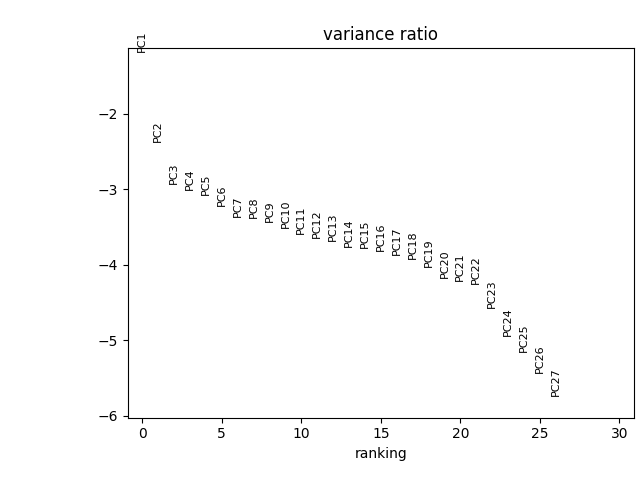 variance ratio
PC1
PC2
PC3
PC4
PC5
PC6
PC7
PC8
PC9
PC10
PC11
PC12
PC13
PC14
PC15
PC16
PC17
PC18
PC19
PC20
PC21
PC22
PC23
PC24
PC25
PC26
PC27
−2
−3
−4
−5
−6
0 5 10 15 20 25 30
ranking